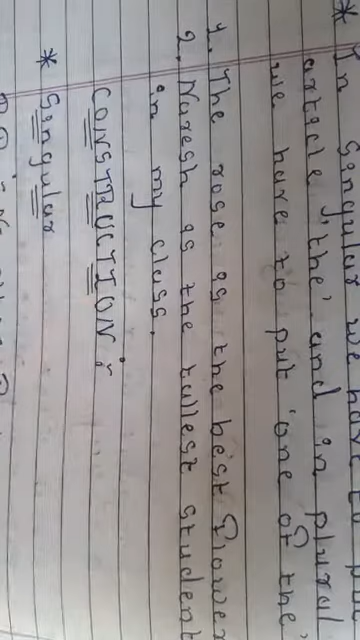 * In singular we have to put
article 'the' and in plural
we have to put 'one of the'
1. The rose is the best flower
2. Naresh is the tallest student
in my class.
CONSTRUCTION :
* Singular